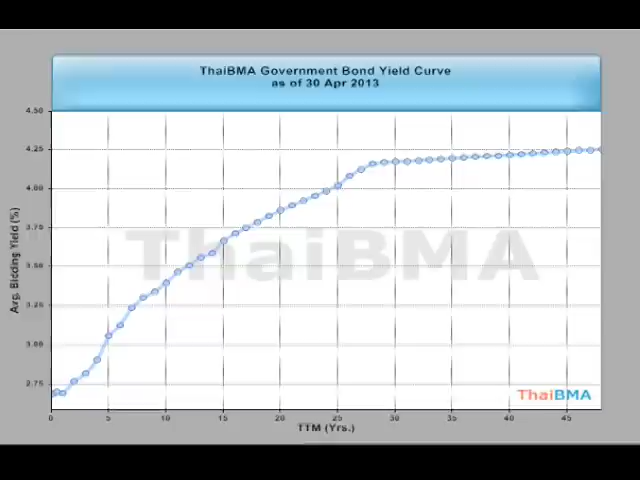 ThaiBMA Government Bond Yield Curve
as of 30 Apr 2013
4.50
4.25
4.00
3.75
3.50
3.25
3.00
2.75
Avg. Bidding Yield (%)
ThaiBMA
ThaiBMA
0 5 10 15 20 25 30 35 40 45
TTM (Yrs.)